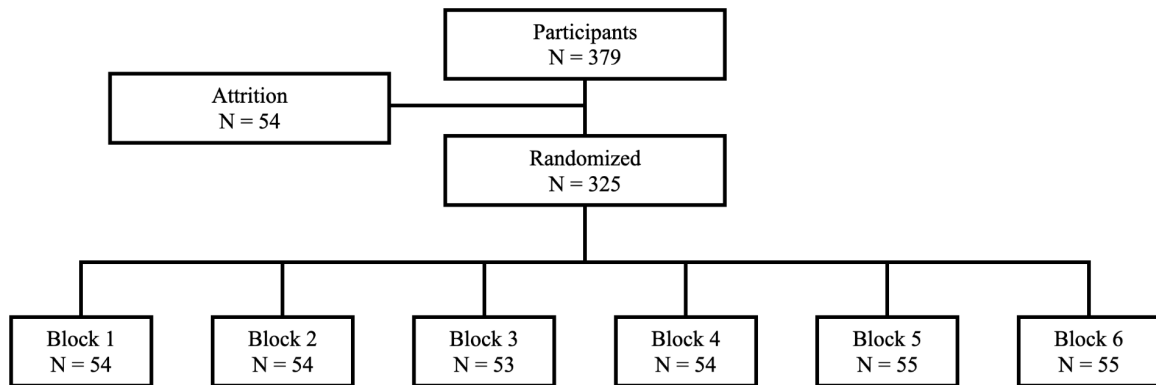 Participants
N = 379
Attrition
N = 54
Randomized
N = 325
Block 1
N = 54
Block 2
N = 54
Block 3
N = 53
Block 4
N = 54
Block 5
N = 55
Block 6
N = 55